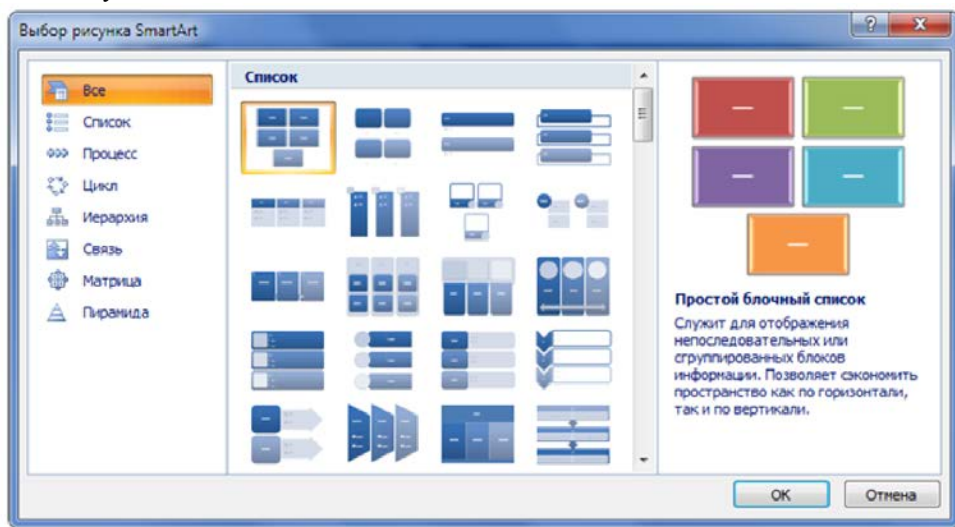 Выбор рисунка SmartArt
Все
Список
Процесс
Цикл
Иерархия
Связь
Матрица
Пирамида
Список
Простой блочный список
Служит для отображения
непоследовательных или
сгруппированных блоков
информации. Позволяет сэкономить
пространство как по горизонтали,
так и по вертикали.
ОК
Отмена